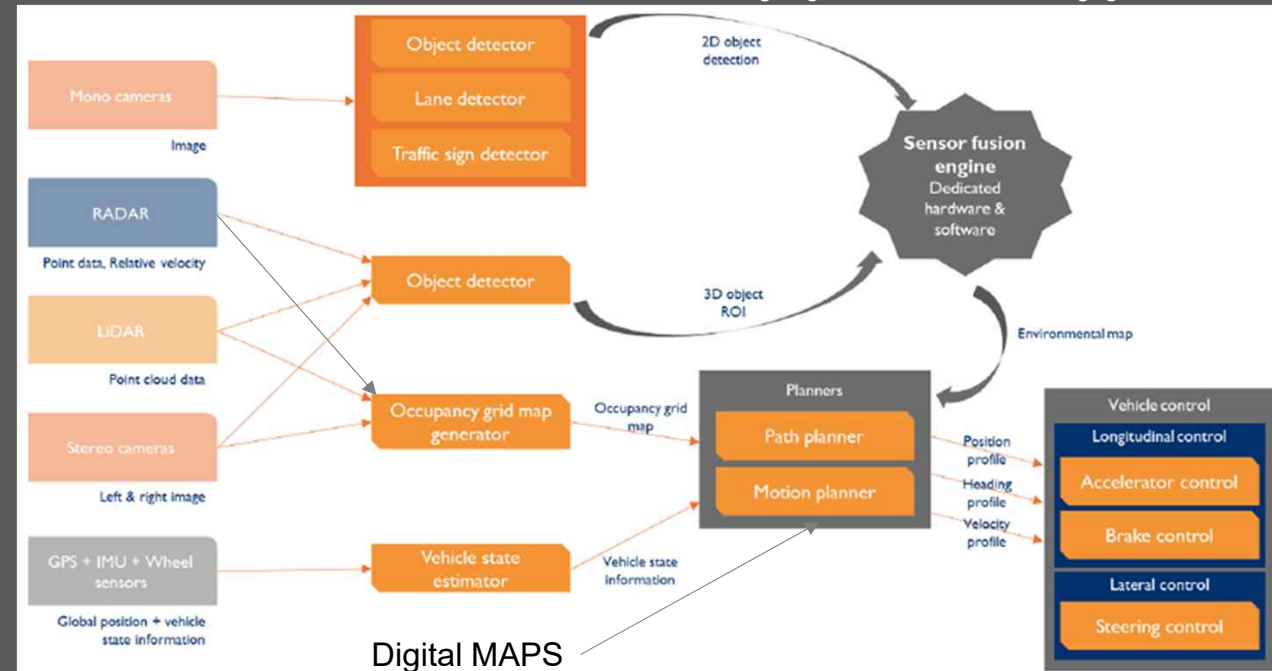 Mono cameras
Image
RADAR
Point data, Relative velocity
LiDAR
Point cloud data
Stereo cameras
Left & right image
GPS + IMU + Wheel
sensors
Global position + vehicle
state information
Object detector
Lane detector
Traffic sign detector
Object detector
Occupancy grid map
generator
Vehicle state
estimator
Digital MAPS
2D object
detection
3D object
ROI
Occupancy grid
map
Vehicle state
information
Sensor fusion
engine
Dedicated
hardware &
software
Environmental map
Planners
Path planner
Motion planner
Position
profile
Heading
profile
Velocity
profile
Vehicle control
Longitudinal control
Accelerator control
Brake control
Lateral control
Steering control